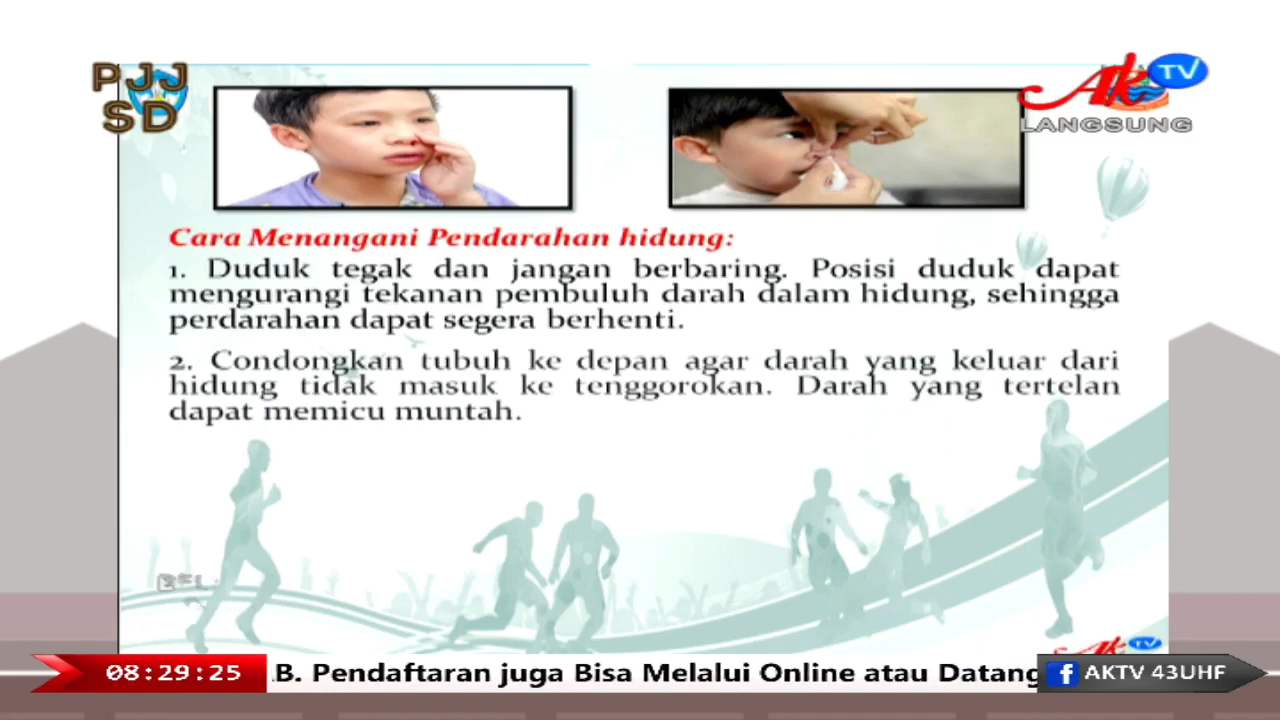 PJJ
SD
Ak TV
LANGSUNG
Cara Menangani Pendarahan hidung:
1. Duduk tegak dan jangan berbaring. Posisi duduk dapat
mengurangi tekanan pembuluh darah dalam hidung, sehingga
perdarahan dapat segera berhenti.
2. Condongkan tubuh ke depan agar darah yang keluar dari
hidung tidak masuk ke tenggorokan. Darah yang tertelan
dapat memicu muntah.
Ak TV
08:29:25
AB. Pendaftaran juga Bisa Melalui Online atau Datang
AKTV 43UHF